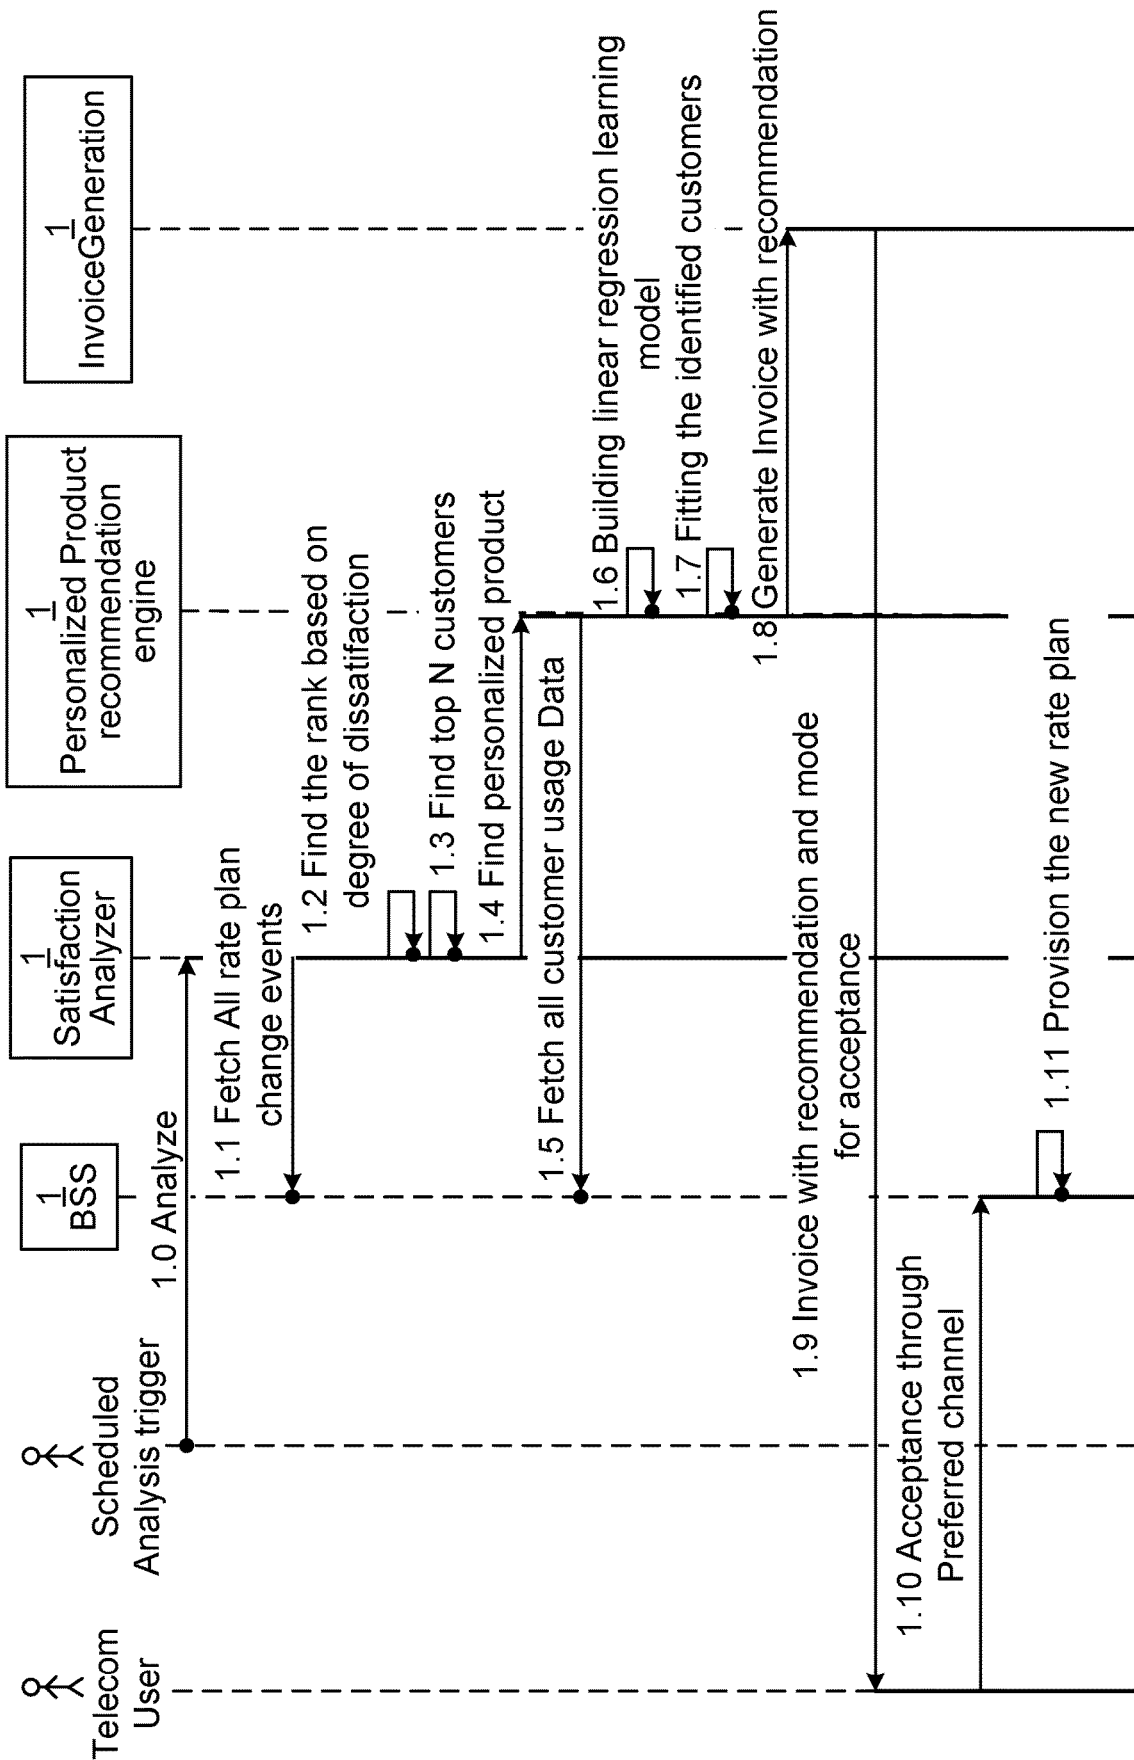 Telecom
User
Scheduled
Analysis trigger
1
BSS
1
Satisfaction
Analyzer
1
Personalized Product
recommendation
engine
1
InvoiceGeneration
1.0 Analyze
1.1 Fetch All rate plan
change events
1.2 Find the rank based on
degree of dissatifaction
1.3 Find top N customers
1.4 Find personalized product
1.5 Fetch all customer usage Data
1.6 Building linear regression learning
model
1.7 Fitting the identified customers
1.8 Generate Invoice with recommendation
1.9 Invoice with recommendation and mode
for acceptance
1.10 Acceptance through
Preferred channel
1.11 Provision the new rate plan